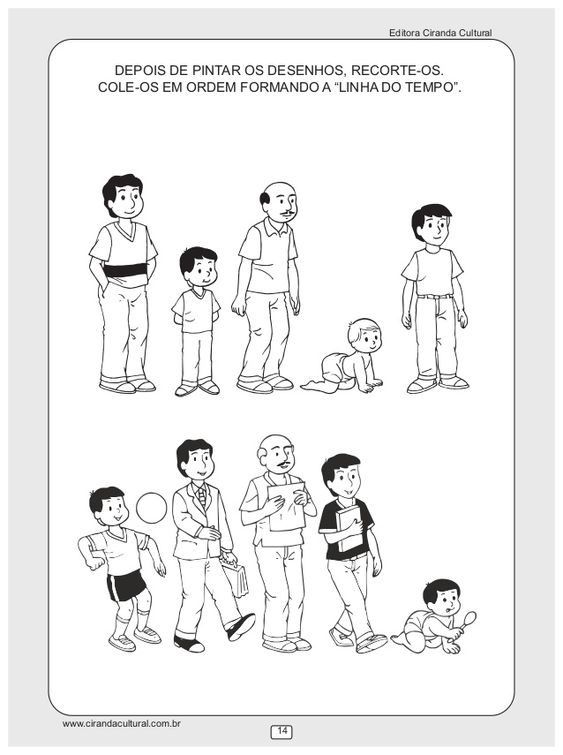 Editora Ciranda Cultural
DEPOIS DE PINTAR OS DESENHOS, RECORTE-OS.
COLE-OS EM ORDEM FORMANDO A “LINHA DO TEMPO”.
www.cirandacultural.com.br
14